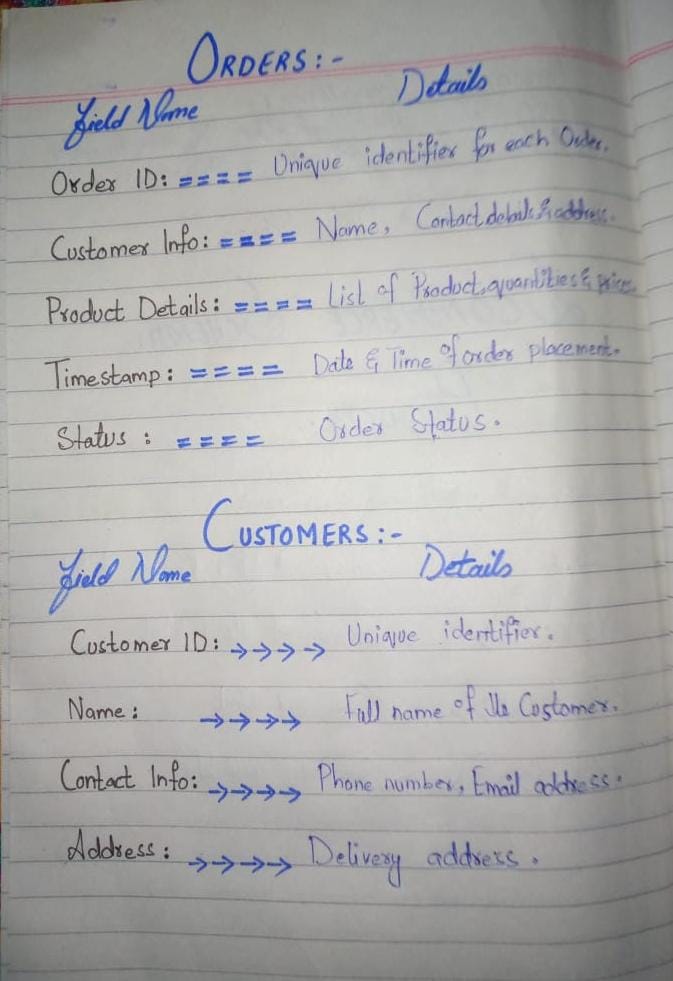 ORDERS:-
Field Name Details
Order ID: ==== Unique identifier for each Order.
Customer Info: ==== Name, Contact details & address.
Product Details: ==== List of Product, quantities & price
Timestamp: ==== Date & Time of order placement.
Status : ==== Order Status.
CUSTOMERS:-
Field Name Details
Customer ID: →→→→ Unique identifier.
Name: →→→→ Full name of the Customer.
Contact Info: →→→→ Phone number, Email address.
Address: →→→→ Delivery address.